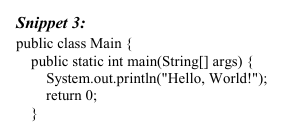 Snippet 3:
public class Main {
public static int main(String[] args) {
System.out.println("Hello, World!");
return 0;
}